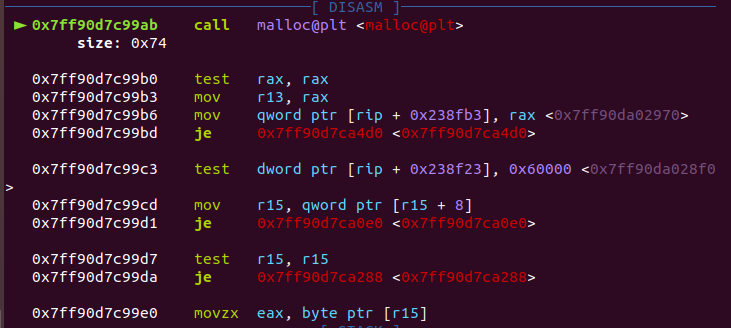 [ DISASM ]
► 0x7ff90d7c99ab call malloc@plt <malloc@plt>
size: 0x74
0x7ff90d7c99b0 test rax, rax
0x7ff90d7c99b3 mov r13, rax
0x7ff90d7c99b6 mov qword ptr [rip + 0x238fb3], rax <0x7ff90da02970>
0x7ff90d7c99bd je 0x7ff90d7ca4d0 <0x7ff90d7ca4d0>
0x7ff90d7c99c3 test dword ptr [rip + 0x238f23], 0x60000 <0x7ff90da028f0
>
0x7ff90d7c99cd mov r15, qword ptr [r15 + 8]
0x7ff90d7c99d1 je 0x7ff90d7ca0e0 <0x7ff90d7ca0e0>
0x7ff90d7c99d7 test r15, r15
0x7ff90d7c99da je 0x7ff90d7ca288 <0x7ff90d7ca288>
0x7ff90d7c99e0 movzx eax, byte ptr [r15]
[ STACK ]